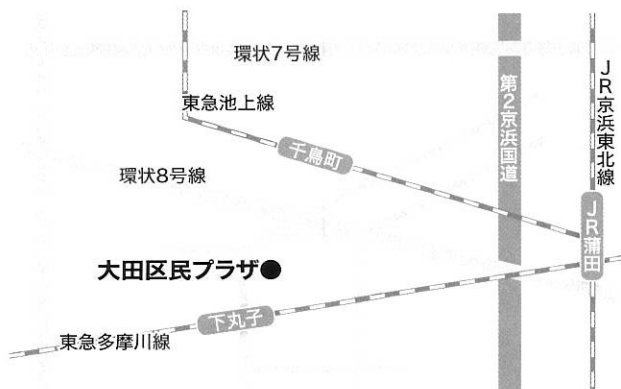 環状7号線
東急池上線
千鳥町
環状8号線
第2京浜国道
JR京浜東北線
JR蒲田
大田区民プラザ
下丸子
東急多摩川線